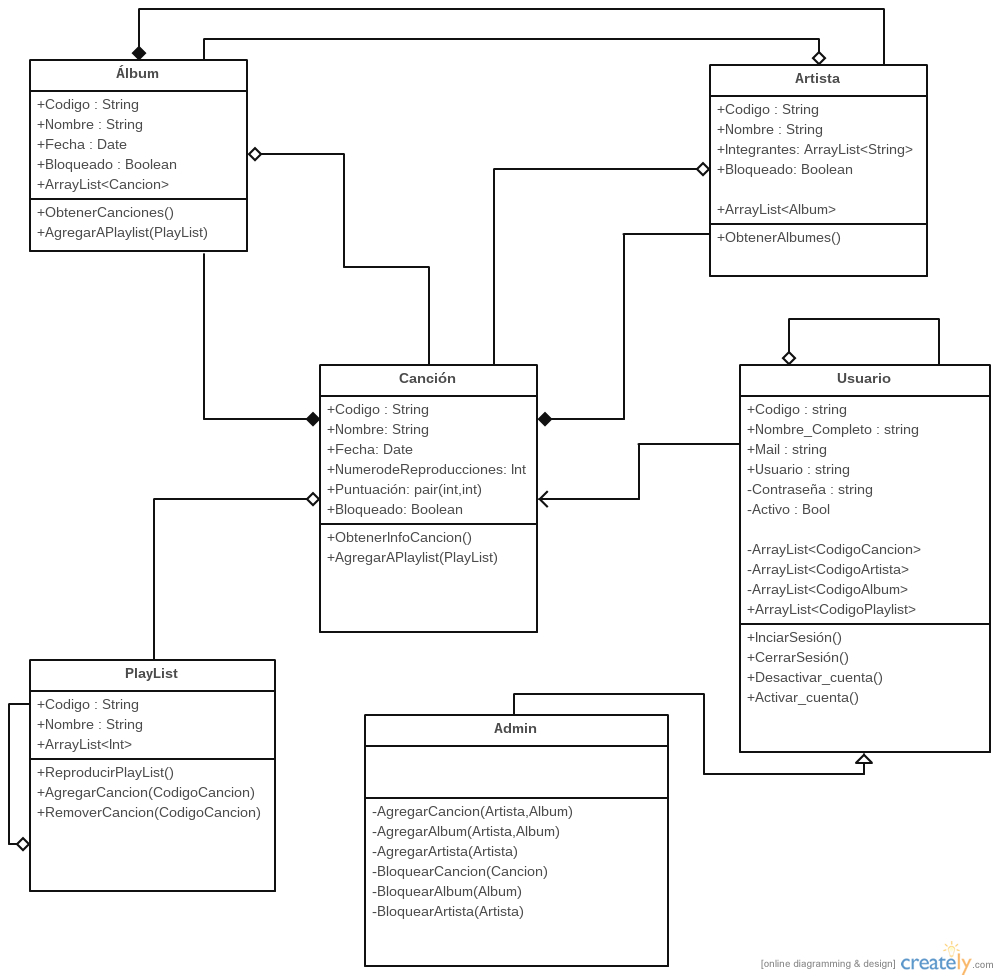 Álbum
+Codigo : String
+Nombre : String
+Fecha : Date
+Bloqueado : Boolean
+ArrayList<Cancion>
+ObtenerCanciones()
+AgregarAPlaylist(PlayList)
Artista
+Codigo : String
+Nombre : String
+Integrantes: ArrayList<String>
+Bloqueado: Boolean
+ArrayList<Album>
+ObtenerAlbumes()
Canción
+Codigo : String
+Nombre: String
+Fecha: Date
+NumerodeReproducciones: Int
+Puntuación: pair(int,int)
+Bloqueado: Boolean
+ObtenerInfoCancion()
+AgregarAPlaylist(PlayList)
Usuario
+Codigo : string
+Nombre_Completo : string
+Mail : string
+Usuario : string
-Contraseña : string
-Activo : Bool
-ArrayList<CodigoCancion>
-ArrayList<CodigoArtista>
-ArrayList<CodigoAlbum>
+ArrayList<CodigoPlaylist>
+InciarSesión()
+CerrarSesión()
+Desactivar_cuenta()
+Activar_cuenta()
PlayList
+Codigo : String
+Nombre : String
+ArrayList<Int>
+ReproducirPlayList()
+AgregarCancion(CodigoCancion)
+RemoverCancion(CodigoCancion)
Admin
-AgregarCancion(Artista,Album)
-AgregarAlbum(Artista,Album)
-AgregarArtista(Artista)
-BloquearCancion(Cancion)
-BloquearAlbum(Album)
-BloquearArtista(Artista)
[online diagramming & design] creately.com